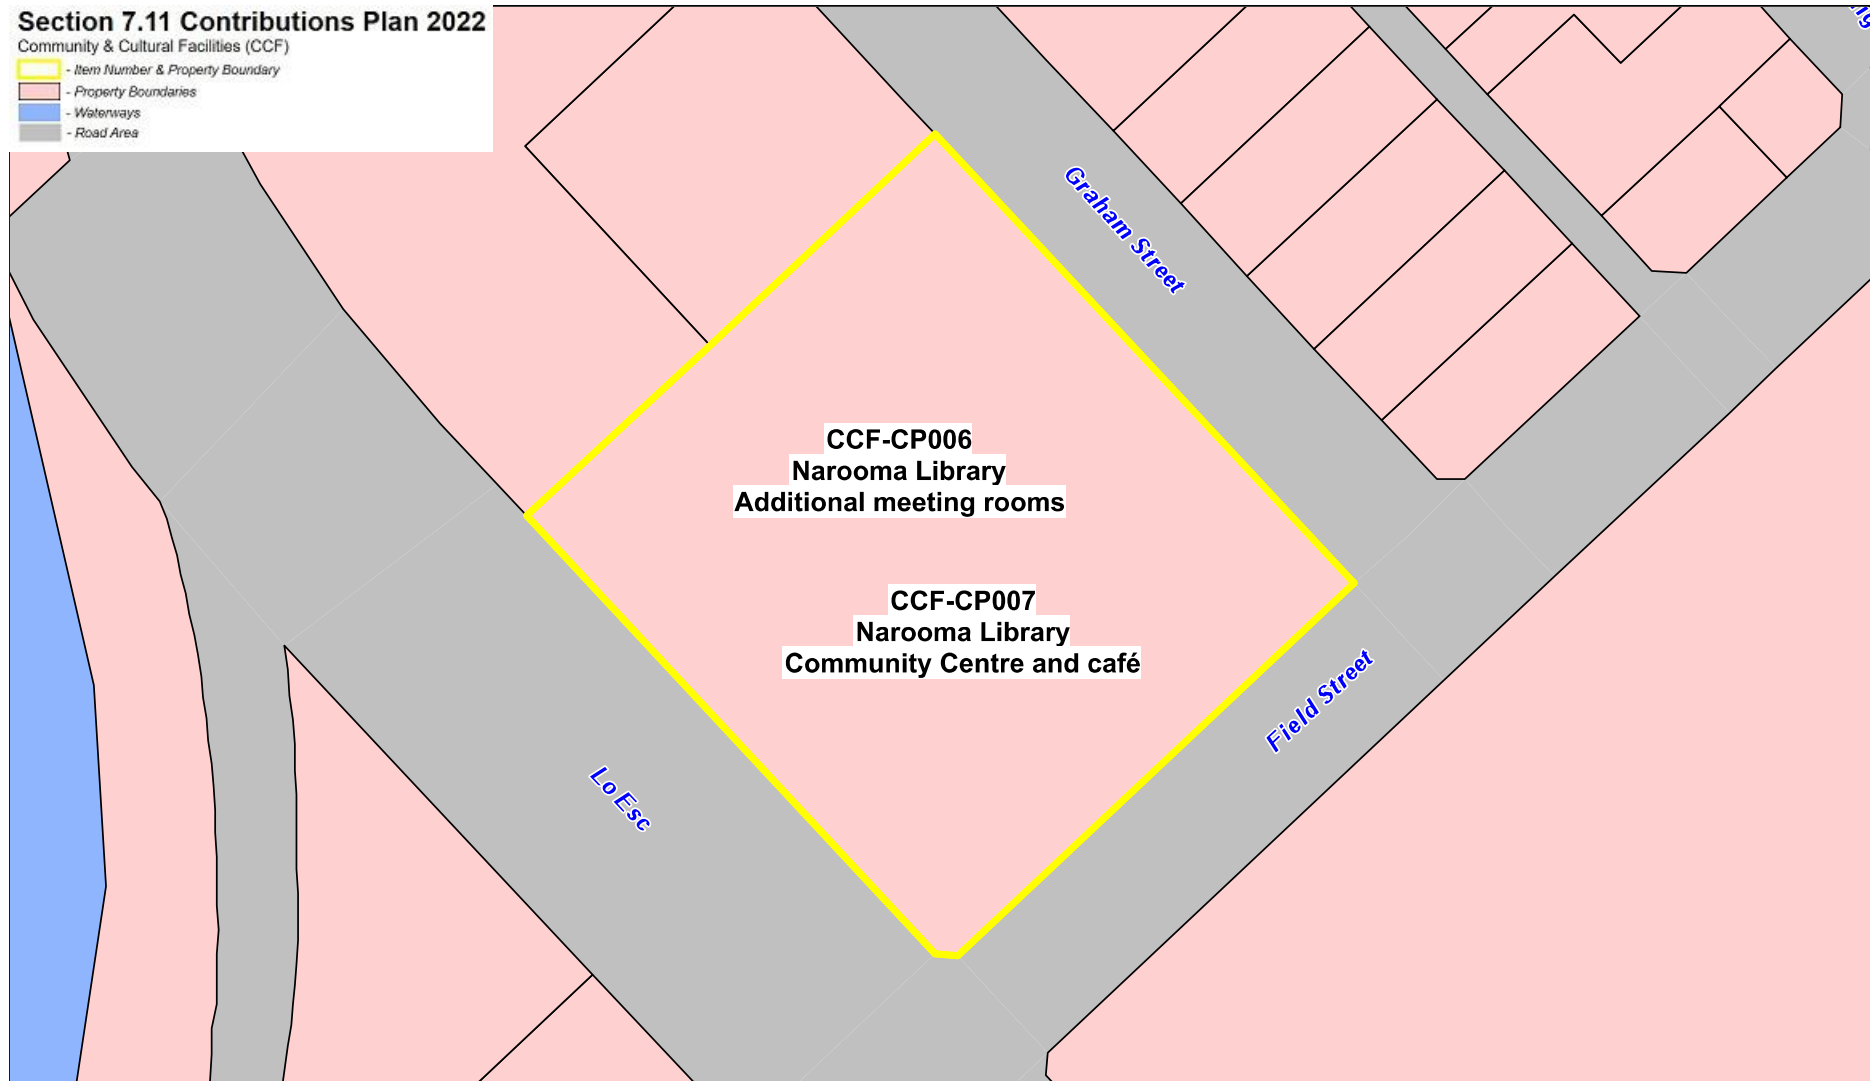 Section 7.11 Contributions Plan 2022
Community & Cultural Facilities (CCF)
- Item Number & Property Boundary
- Property Boundaries
- Waterways
- Road Area
Graham Street
CCF-CP006
Narooma Library
Additional meeting rooms
CCF-CP007
Narooma Library
Community Centre and café
Field Street
Lo Esc